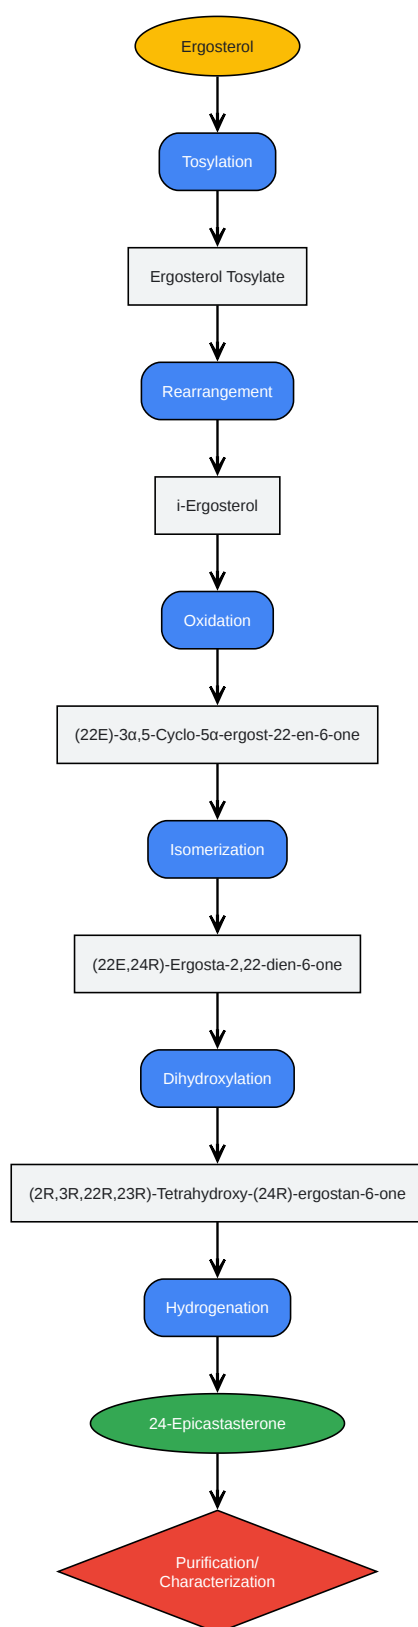 Ergosterol
Tosylation
Ergosterol Tosylate
Rearrangement
i-Ergosterol
Oxidation
(22E)-3α,5-Cyclo-5α-ergost-22-en-6-one
Isomerization
(22E,24R)-Ergosta-2,22-dien-6-one
Dihydroxylation
(2R,3R,22R,23R)-Tetrahydroxy-(24R)-ergostan-6-one
Hydrogenation
24-Epicastasterone
Purification/
Characterization